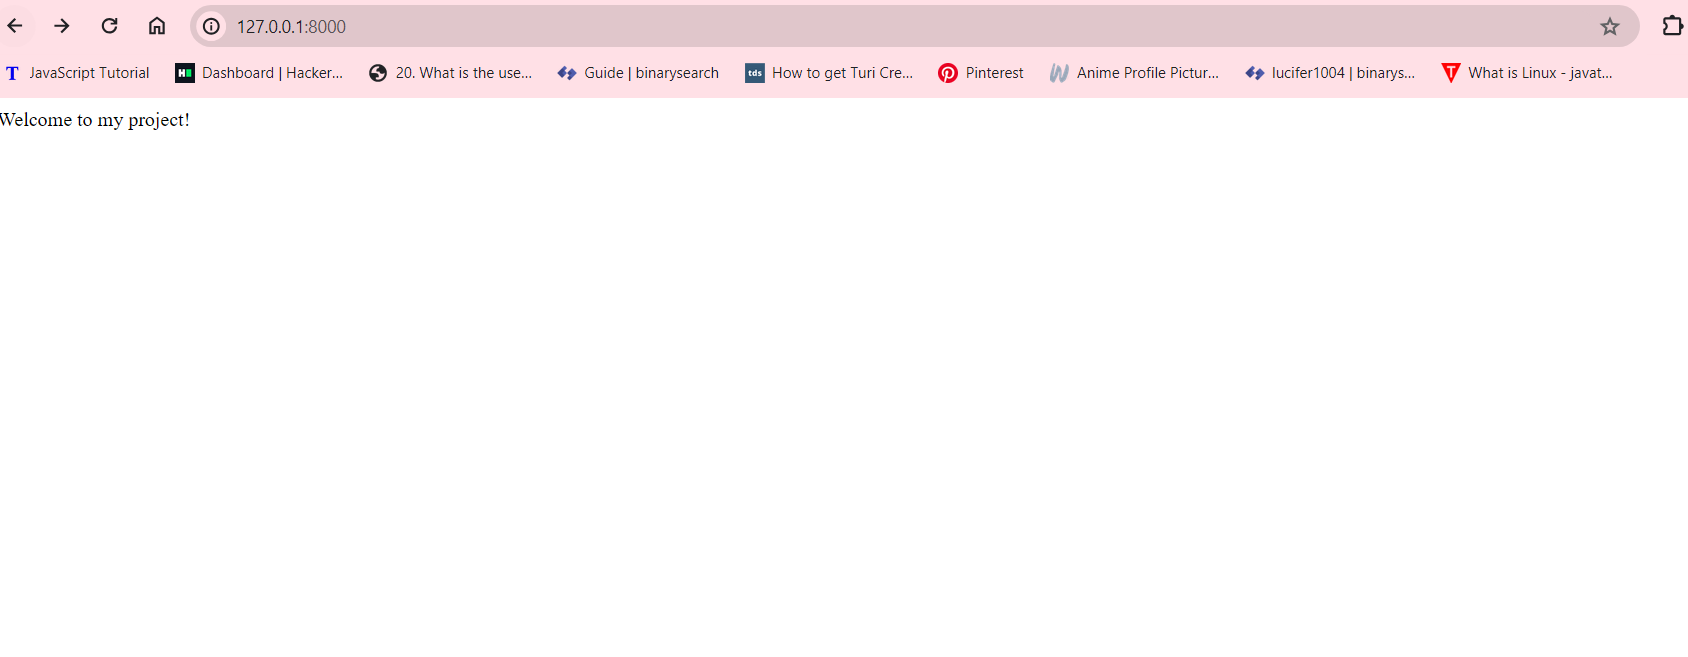 127.0.0.1:8000
T JavaScript Tutorial H Dashboard | Hacker... 20. What is the use... Guide | binarysearch tds How to get Turi Cre... Pinterest Anime Profile Pictur... lucifer1004 | binarys... T What is Linux - javat...
Welcome to my project!